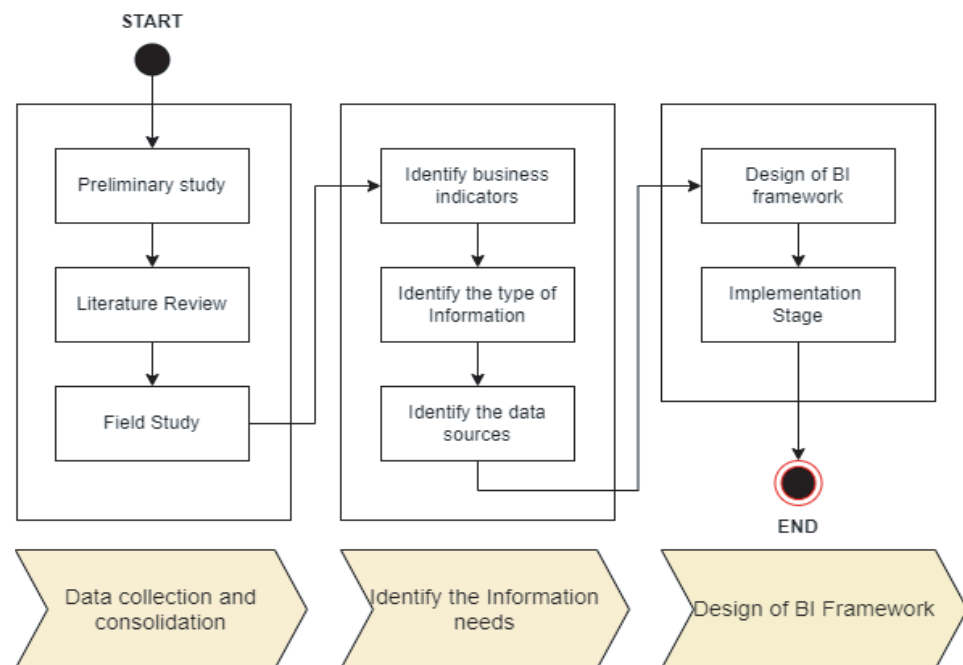 START
Preliminary study
Literature Review
Field Study
Identify business
indicators
Identify the type of
Information
Identify the data
sources
Design of BI
framework
Implementation
Stage
END
Data collection and
consolidation
Identify the Information
needs
Design of BI Framework